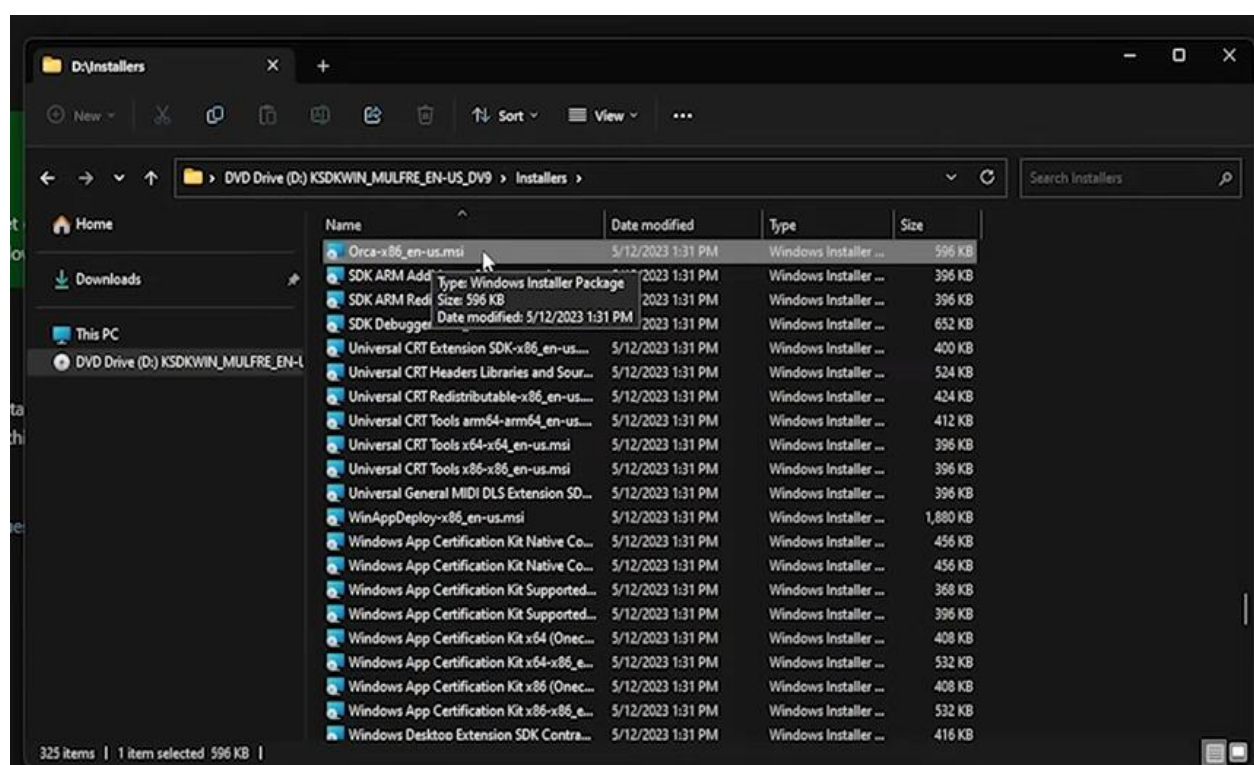 D:\Installers
New
Sort
View
DVD Drive (D:) KSDKWIN_MULFRE_EN-US_DV9 > Installers >
Search Installers
Home
Downloads
This PC
DVD Drive (D:) KSDKWIN_MULFRE_EN-U
Name Date modified Type Size
Orca-x86_en-us.msi 5/12/2023 1:31 PM Windows Installer ... 596 KB
SDK ARM Add 2023 1:31 PM Windows Installer ... 396 KB
SDK ARM Redi 2023 1:31 PM Windows Installer ... 396 KB
SDK Debugge 2023 1:31 PM Windows Installer ... 652 KB
Type: Windows Installer Package
Size: 596 KB
Date modified: 5/12/2023 1:31 PM
Universal CRT Extension SDK-x86_en-us.... 5/12/2023 1:31 PM Windows Installer ... 400 KB
Universal CRT Headers Libraries and Sour... 5/12/2023 1:31 PM Windows Installer ... 524 KB
Universal CRT Redistributable-x86_en-us.... 5/12/2023 1:31 PM Windows Installer ... 424 KB
Universal CRT Tools arm64-arm64_en-us.... 5/12/2023 1:31 PM Windows Installer ... 412 KB
Universal CRT Tools x64-x64_en-us.msi 5/12/2023 1:31 PM Windows Installer ... 396 KB
Universal CRT Tools x86-x86_en-us.msi 5/12/2023 1:31 PM Windows Installer ... 396 KB
Universal General MIDI DLS Extension SD... 5/12/2023 1:31 PM Windows Installer ... 396 KB
WinAppDeploy-x86_en-us.msi 5/12/2023 1:31 PM Windows Installer ... 1,880 KB
Windows App Certification Kit Native Co... 5/12/2023 1:31 PM Windows Installer ... 456 KB
Windows App Certification Kit Native Co... 5/12/2023 1:31 PM Windows Installer ... 456 KB
Windows App Certification Kit Supported... 5/12/2023 1:31 PM Windows Installer ... 368 KB
Windows App Certification Kit Supported... 5/12/2023 1:31 PM Windows Installer ... 396 KB
Windows App Certification Kit x64 (Onec... 5/12/2023 1:31 PM Windows Installer ... 408 KB
Windows App Certification Kit x64-x86_e... 5/12/2023 1:31 PM Windows Installer ... 532 KB
Windows App Certification Kit x86 (Onec... 5/12/2023 1:31 PM Windows Installer ... 408 KB
Windows App Certification Kit x86-x86_e... 5/12/2023 1:31 PM Windows Installer ... 532 KB
Windows Desktop Extension SDK Contra... 5/12/2023 1:31 PM Windows Installer ... 416 KB
325 items | 1 item selected 596 KB |